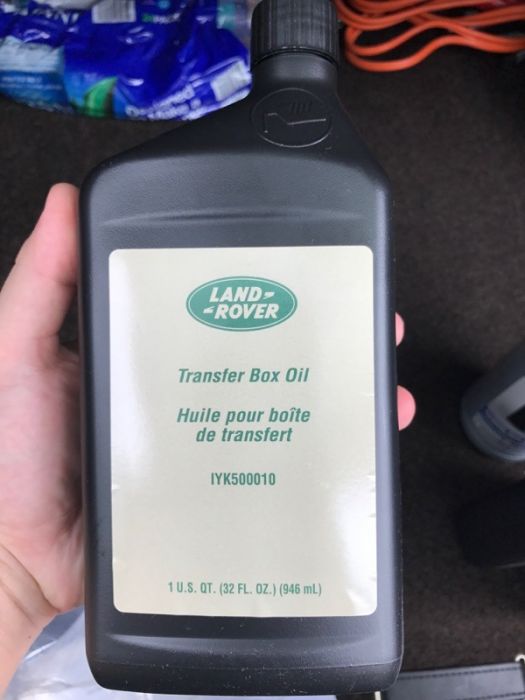 LAND-
-ROVER
Transfer Box Oil
Huile pour boîte
de transfert
IYK500010
1 U.S. QT. (32 FL. OZ.) (946 mL)